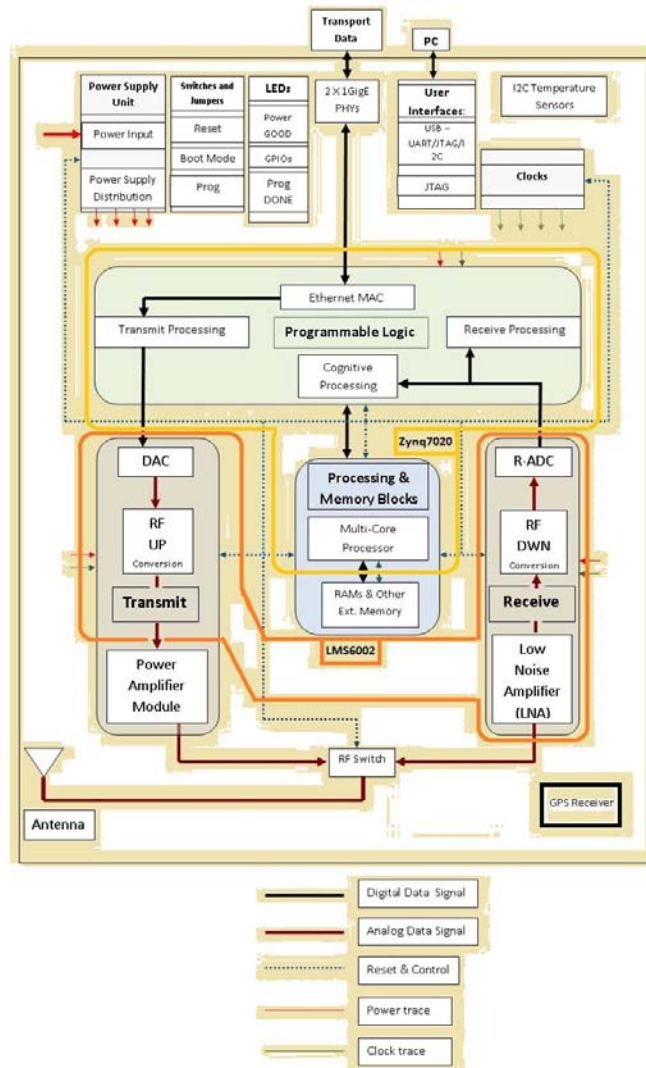 Transport
Data
PC
Power Supply
Unit
Power Input
Power Supply
Distribution
Switches and
Jumpers
Reset
Boot Mode
Prog
LEDs
Power
GOOD
GPIOs
Prog
DONE
2 X 1GigE
PHYs
User
Interfaces:
USB –
UART/JTAG/I
2C
JTAG
I2C Temperature
Sensors
Clocks
Ethernet MAC
Transmit Processing
Programmable Logic
Receive Processing
Cognitive
Processing
Zynq7020
DAC
RF
UP
Conversion
Transmit
Power
Amplifier
Module
Processing &
Memory Blocks
Multi-Core
Processor
RAMs & Other
Ext. Memory
LMS6002
R-ADC
RF
DWN
Conversion
Receive
Low
Noise
Amplifier
(LNA)
RF Switch
Antenna
GPS Receiver
Digital Data Signal
Analog Data Signal
Reset & Control
Power trace
Clock trace